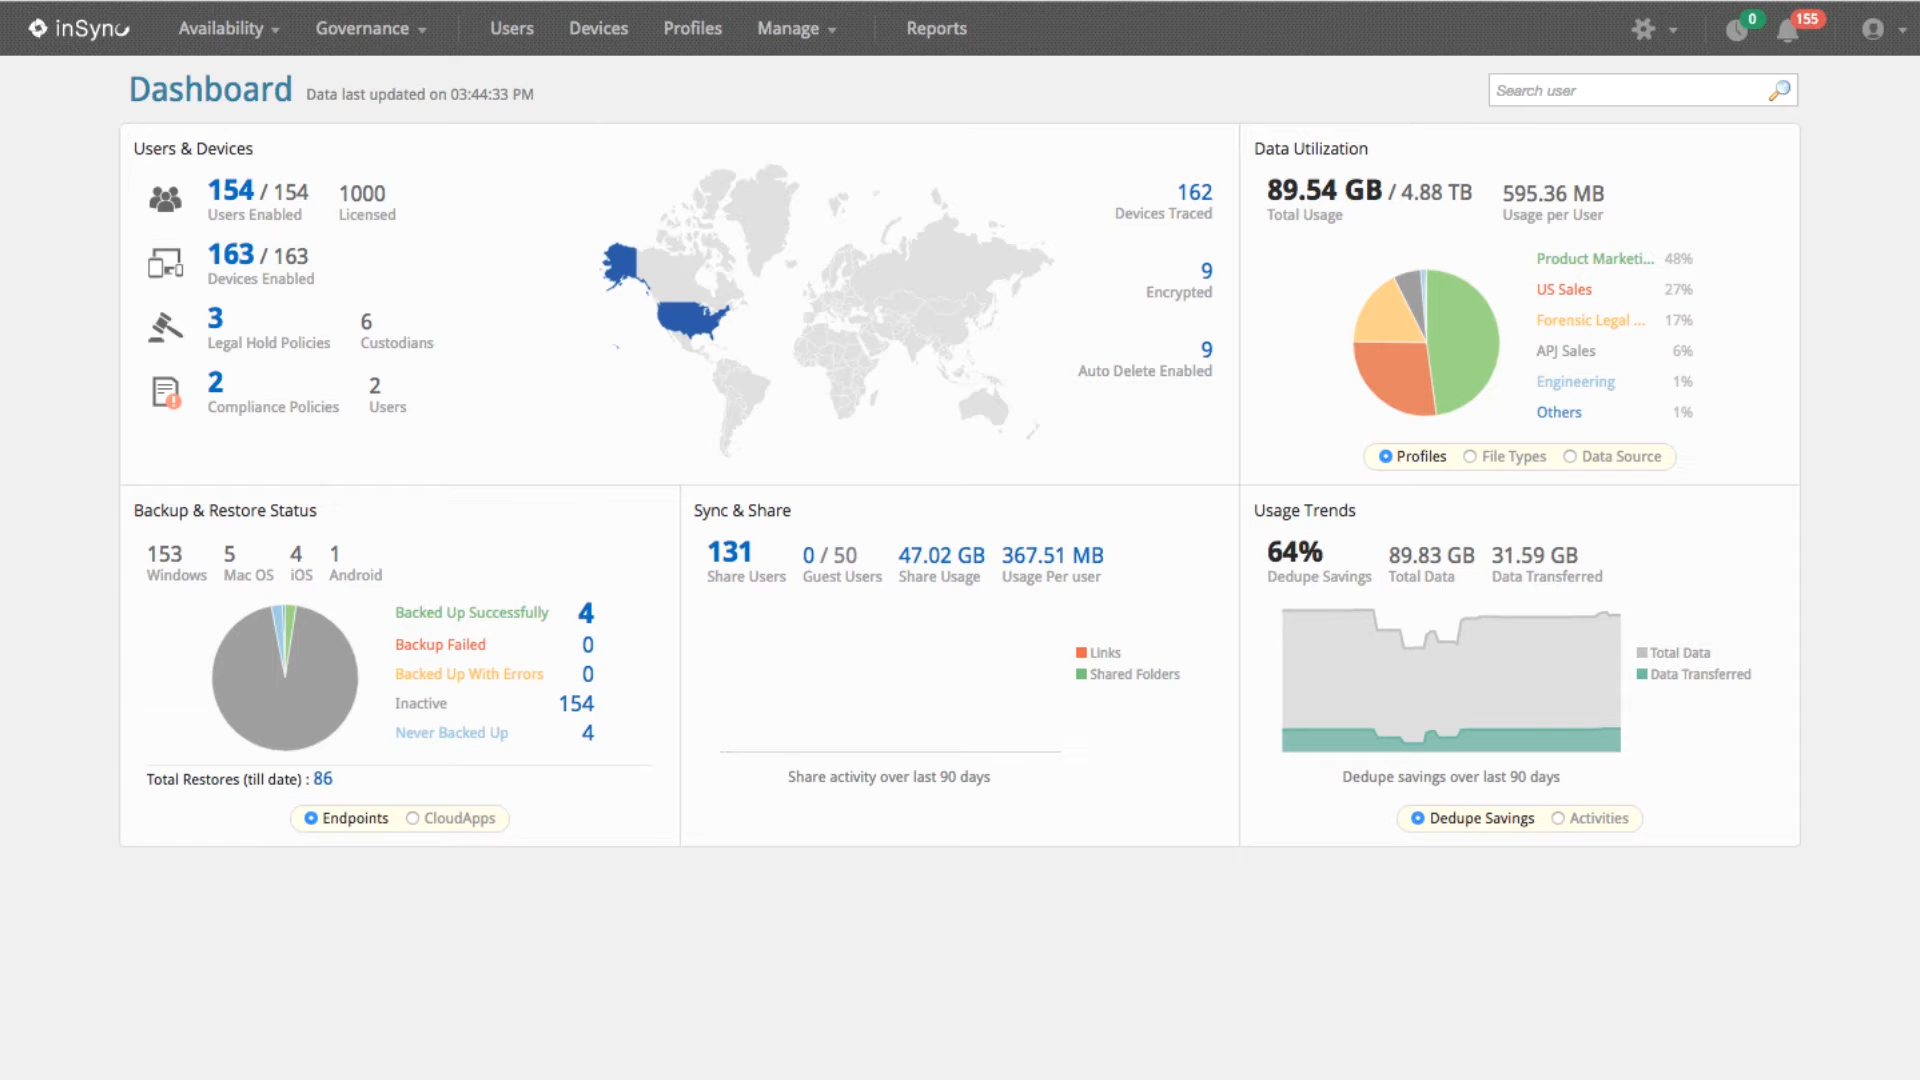 inSync Availability Governance Users Devices Profiles Manage Reports 0 155
Dashboard Data last updated on 03:44:33 PM
Search user
Users & Devices
154 / 154
Users Enabled
1000
Licensed
163 / 163
Devices Enabled
3
Legal Hold Policies
6
Custodians
2
Compliance Policies
2
Users
162
Devices Traced
9
Encrypted
9
Auto Delete Enabled
Data Utilization
89.54 GB / 4.88 TB
Total Usage
595.36 MB
Usage per User
Product Marketi... 48%
US Sales 27%
Forensic Legal ... 17%
APJ Sales 6%
Engineering 1%
Others 1%
Profiles File Types Data Source
Backup & Restore Status
153 5 4 1
Windows Mac OS iOS Android
Backed Up Successfully 4
Backup Failed 0
Backed Up With Errors 0
Inactive 154
Never Backed Up 4
Total Restores (till date) : 86
Endpoints CloudApps
Sync & Share
131
Share Users
0 / 50
Guest Users
47.02 GB
Share Usage
367.51 MB
Usage Per user
Links
Shared Folders
Share activity over last 90 days
Usage Trends
64%
Dedupe Savings
89.83 GB
Total Data
31.59 GB
Data Transferred
Total Data
Data Transferred
Dedupe savings over last 90 days
Dedupe Savings Activities